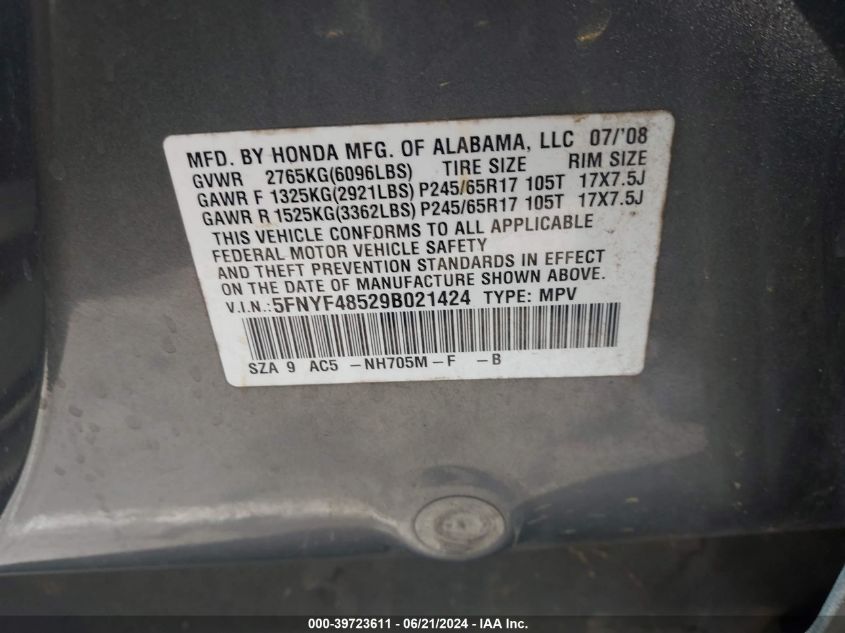 MFD. BY HONDA MFG. OF ALABAMA, LLC 07/'08
GVWR 2765KG(6096LBS) TIRE SIZE RIM SIZE
GAWR F 1325KG(2921LBS) P245/65R17 105T 17X7.5J
GAWR R 1525KG(3362LBS) P245/65R17 105T 17X7.5J
THIS VEHICLE CONFORMS TO ALL APPLICABLE
FEDERAL MOTOR VEHICLE SAFETY
AND THEFT PREVENTION STANDARDS IN EFFECT
ON THE DATE OF MANUFACTURE SHOWN ABOVE.
V.I.N.: 5FNYF48529B021424 TYPE: MPV
SZA 9 AC5 -NH705M-F -B
000-39723611 - 06/21/2024 - IAA Inc.